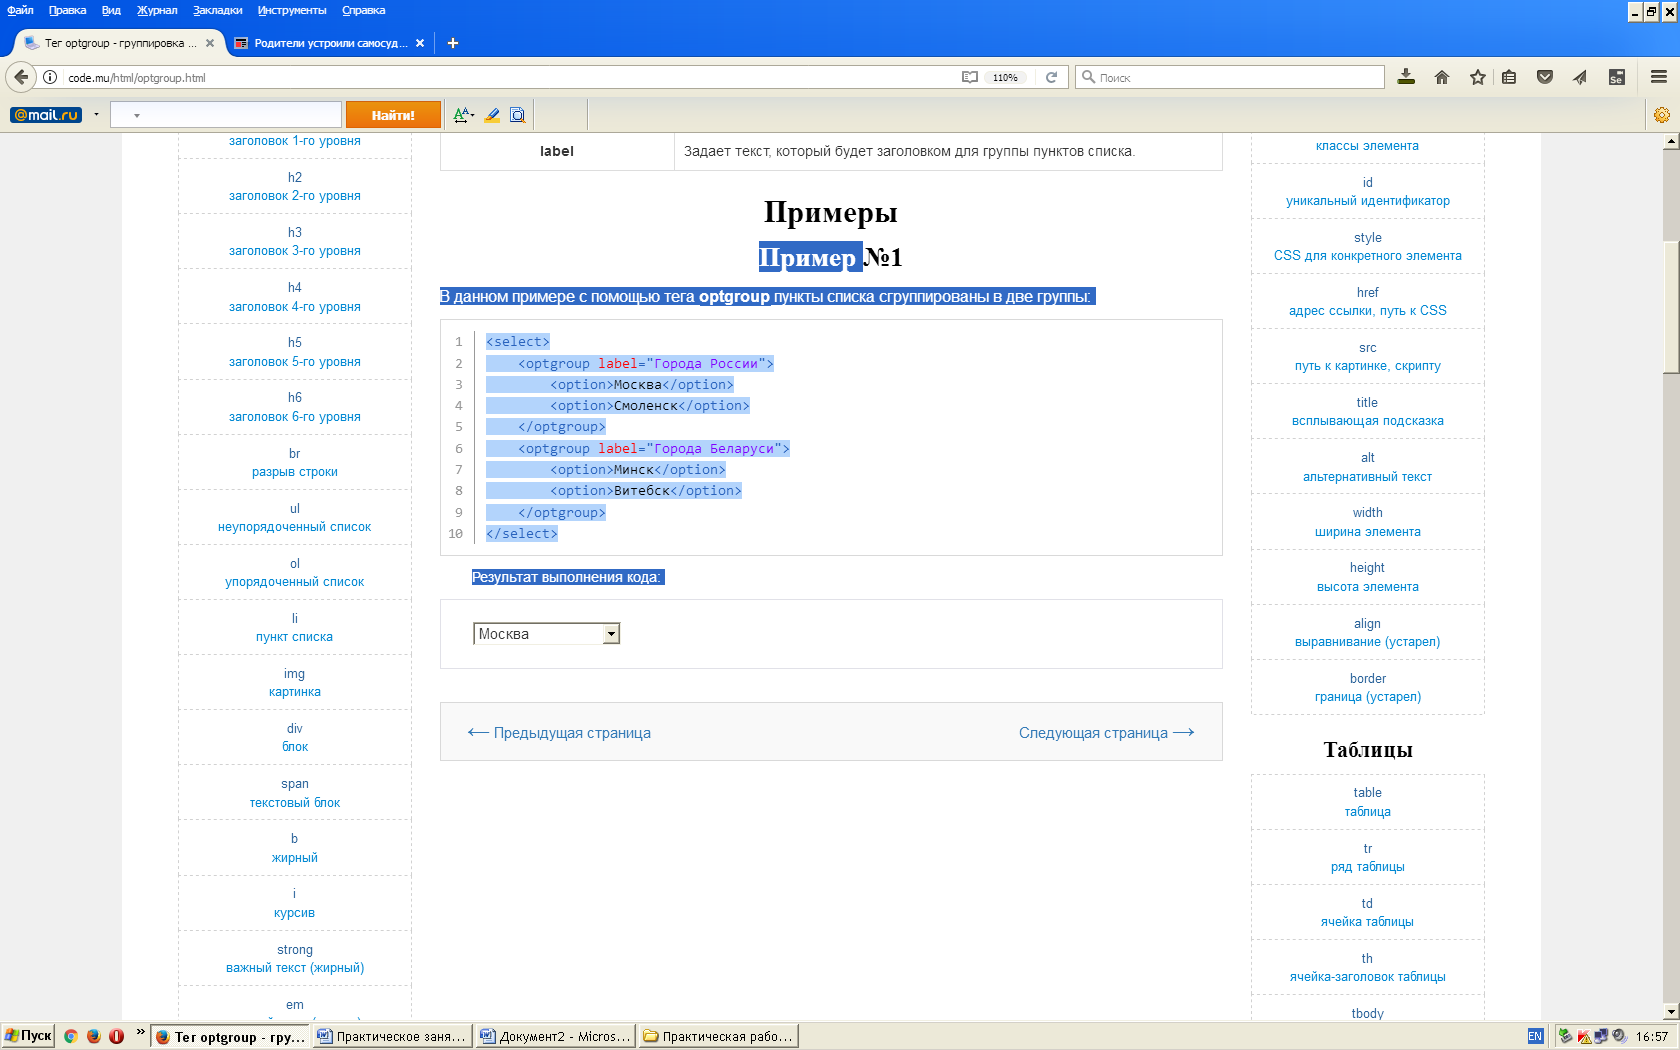 Файл Правка Вид Журнал Закладки Инструменты Справка
Тег optgroup - группировка ...
Родители устроили самосуд...
code.mu/html/optgroup.html
110%
Поиск
@mail.ru
Найти!
заголовок 1-го уровня
h2
заголовок 2-го уровня
h3
заголовок 3-го уровня
h4
заголовок 4-го уровня
h5
заголовок 5-го уровня
h6
заголовок 6-го уровня
br
разрыв строки
ul
неупорядоченный список
ol
упорядоченный список
li
пункт списка
img
картинка
div
блок
span
текстовый блок
b
жирный
i
курсив
strong
важный текст (жирный)
em
label
Задает текст, который будет заголовком для группы пунктов списка.
Примеры
Пример №1
В данном примере с помощью тега optgroup пункты списка сгруппированы в две группы:
1 <select>
2 <optgroup label="Города России">
3 <option>Москва</option>
4 <option>Смоленск</option>
5 </optgroup>
6 <optgroup label="Города Беларуси">
7 <option>Минск</option>
8 <option>Витебск</option>
9 </optgroup>
10 </select>
Результат выполнения кода:
Москва
⟵ Предыдущая страница
Следующая страница ⟶
классы элемента
id
уникальный идентификатор
style
CSS для конкретного элемента
href
адрес ссылки, путь к CSS
src
путь к картинке, скрипту
title
всплывающая подсказка
alt
альтернативный текст
width
ширина элемента
height
высота элемента
align
выравнивание (устарел)
border
граница (устарел)
Таблицы
table
таблица
tr
ряд таблицы
td
ячейка таблицы
th
ячейка-заголовок таблицы
tbody
Пуск
»
Тег optgroup - гру...
Практическое заня...
Документ2 - Micros...
Практическая рабо...
EN
16:57